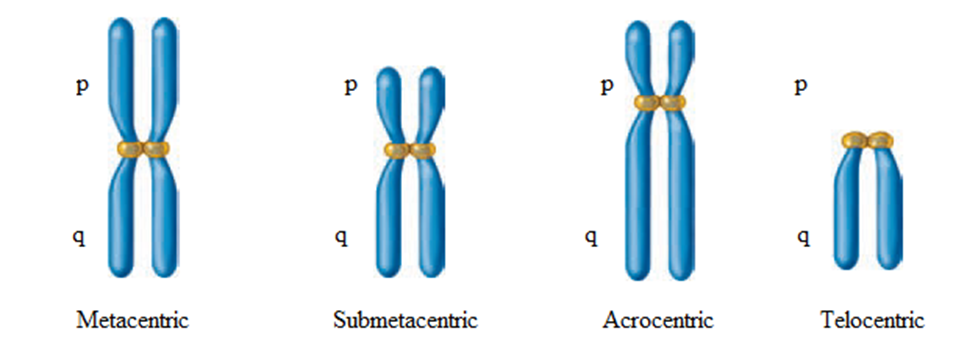 p p p p
q q q q
Metacentric Submetacentric Acrocentric Telocentric